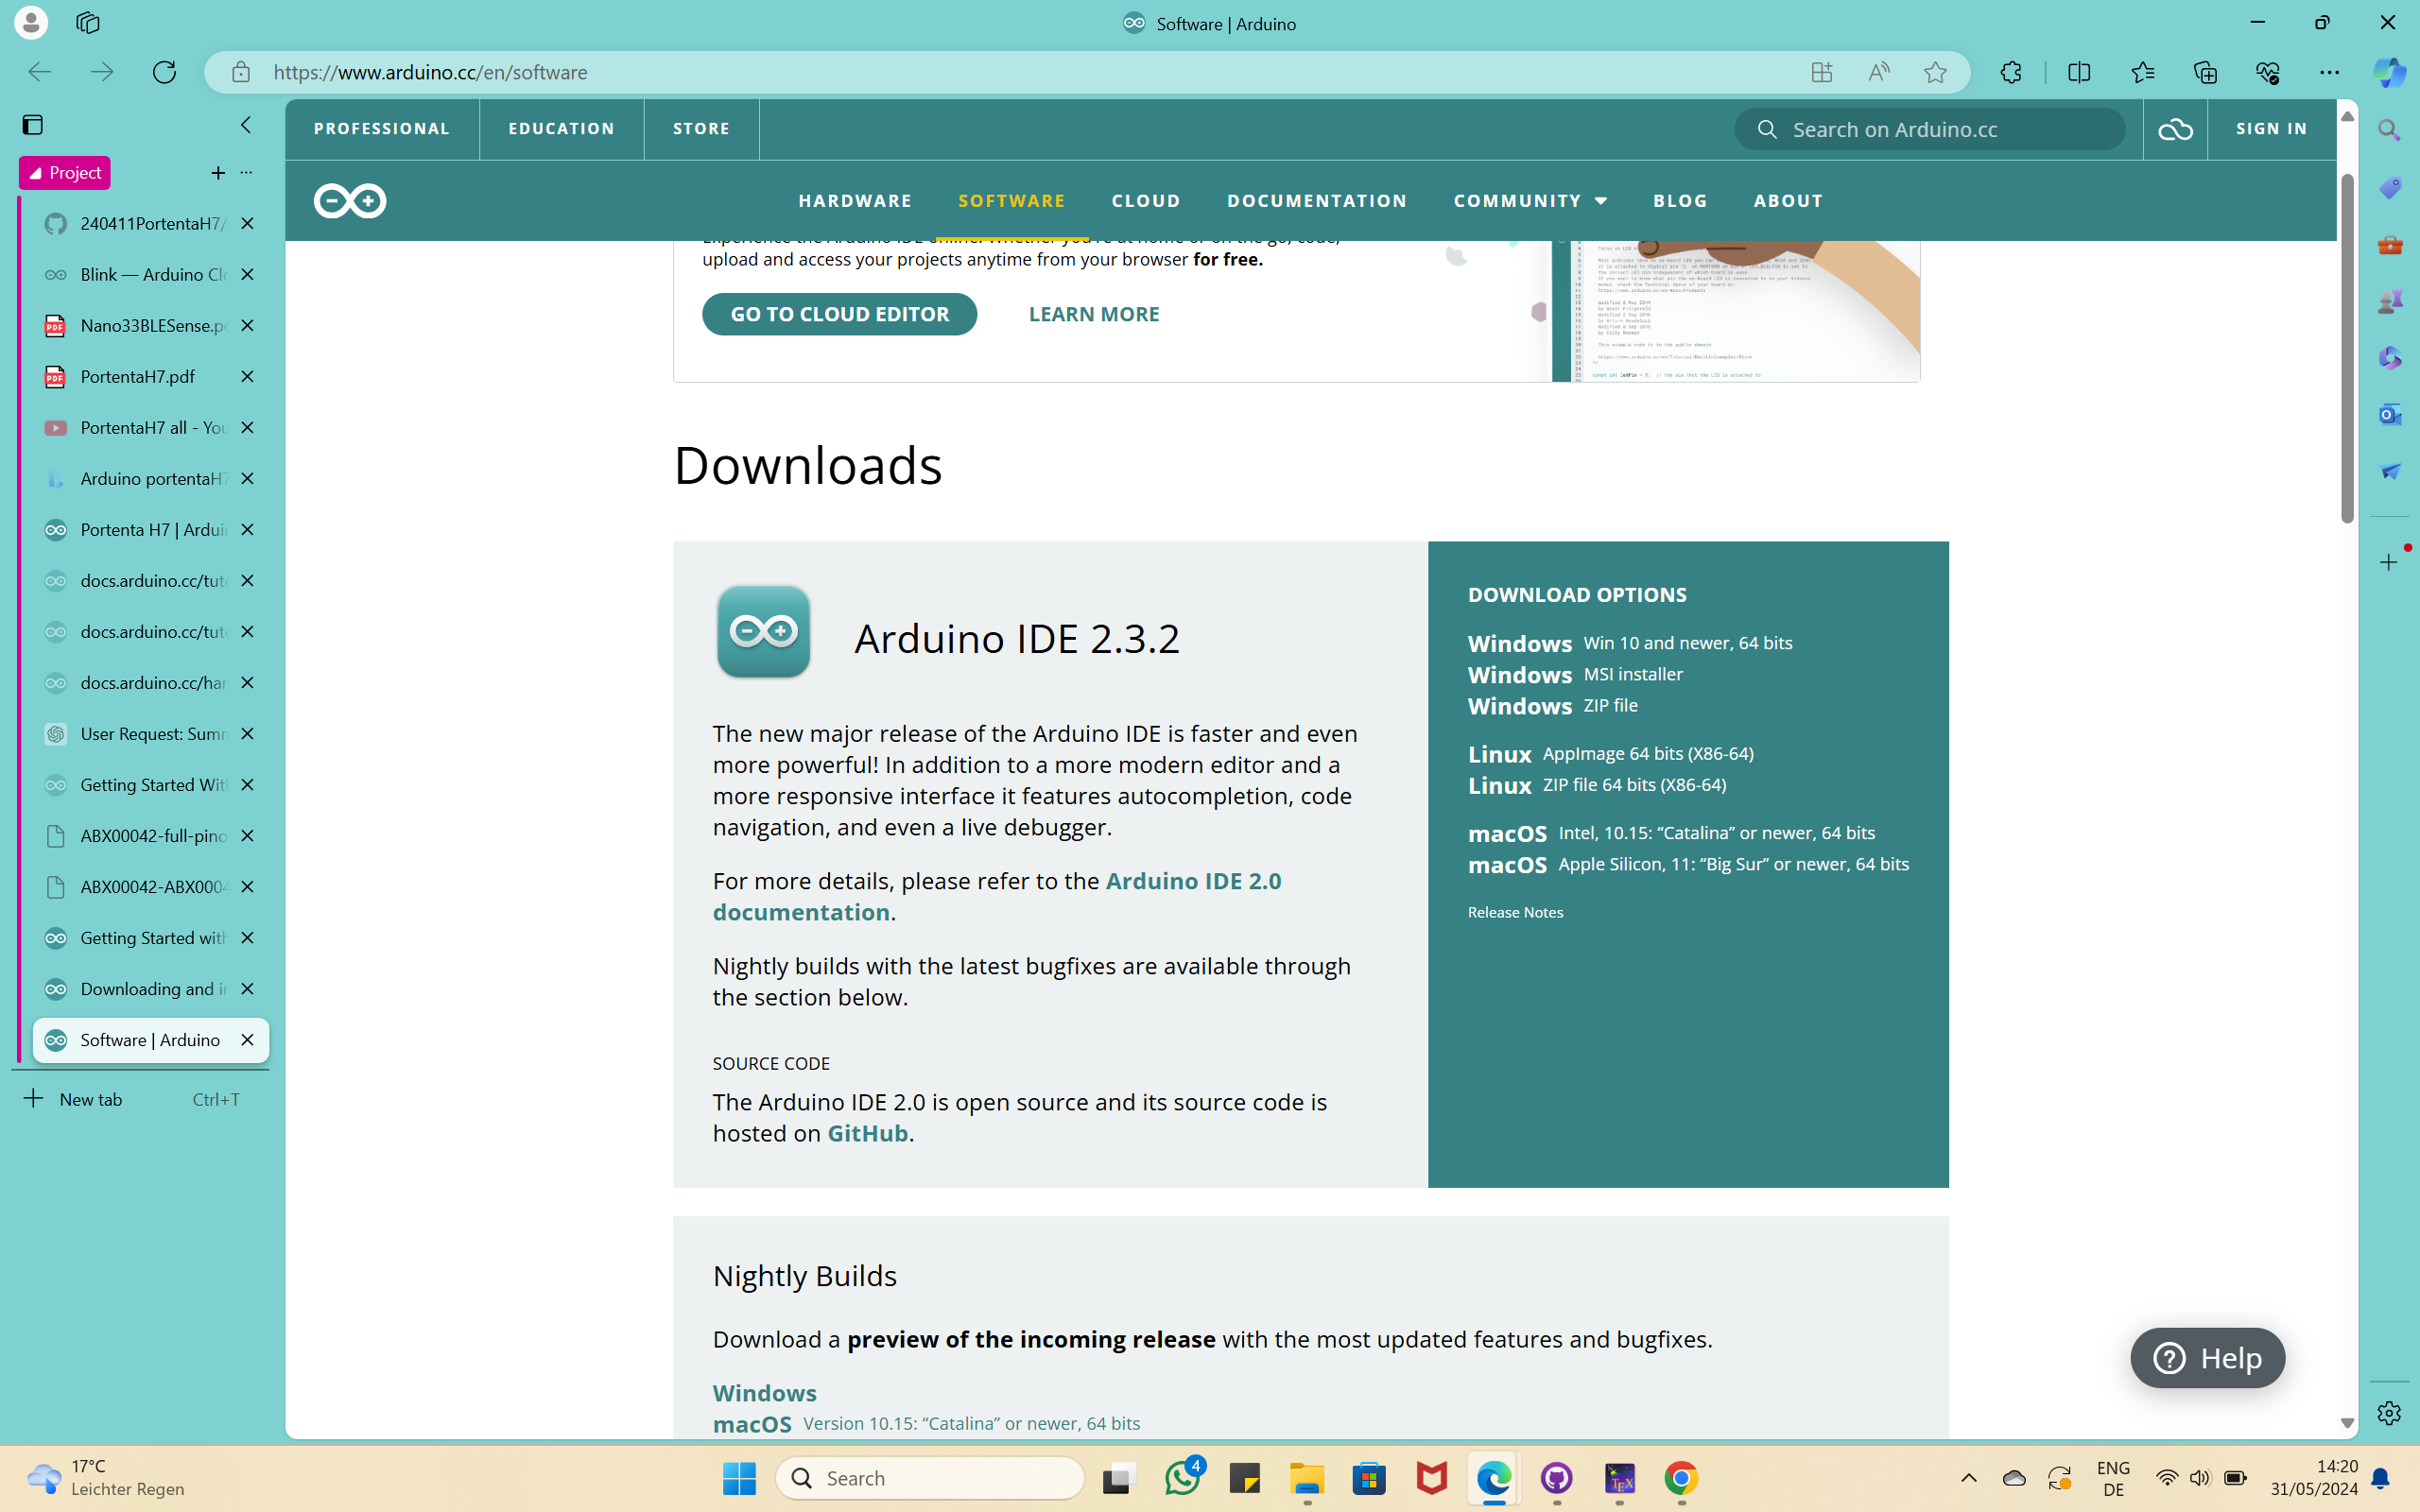 Software | Arduino
https://www.arduino.cc/en/software
Project
240411PortentaH7/
Blink — Arduino Clo
Nano33BLESense.p
PortentaH7.pdf
PortentaH7 all - You
Arduino portentaH7
Portenta H7 | Ardui
docs.arduino.cc/tut
docs.arduino.cc/tut
docs.arduino.cc/har
User Request: Sum
Getting Started Wit
ABX00042-full-pino
ABX00042-ABX0004
Getting Started with
Downloading and i
Software | Arduino
New tab Ctrl+T
PROFESSIONAL EDUCATION STORE
Search on Arduino.cc
SIGN IN
HARDWARE SOFTWARE CLOUD DOCUMENTATION COMMUNITY BLOG ABOUT
upload and access your projects anytime from your browser for free.
GO TO CLOUD EDITOR LEARN MORE
Downloads
Arduino IDE 2.3.2
The new major release of the Arduino IDE is faster and even
more powerful! In addition to a more modern editor and a
more responsive interface it features autocompletion, code
navigation, and even a live debugger.
For more details, please refer to the Arduino IDE 2.0
documentation.
Nightly builds with the latest bugfixes are available through
the section below.
SOURCE CODE
The Arduino IDE 2.0 is open source and its source code is
hosted on GitHub.
DOWNLOAD OPTIONS
Windows Win 10 and newer, 64 bits
Windows MSI installer
Windows ZIP file
Linux AppImage 64 bits (X86-64)
Linux ZIP file 64 bits (X86-64)
macOS Intel, 10.15: “Catalina” or newer, 64 bits
macOS Apple Silicon, 11: “Big Sur” or newer, 64 bits
Release Notes
Nightly Builds
Download a preview of the incoming release with the most updated features and bugfixes.
Windows
macOS Version 10.15: “Catalina” or newer, 64 bits
Help
17°C
Leichter Regen
Search
4
ENG
DE
14:20
31/05/2024